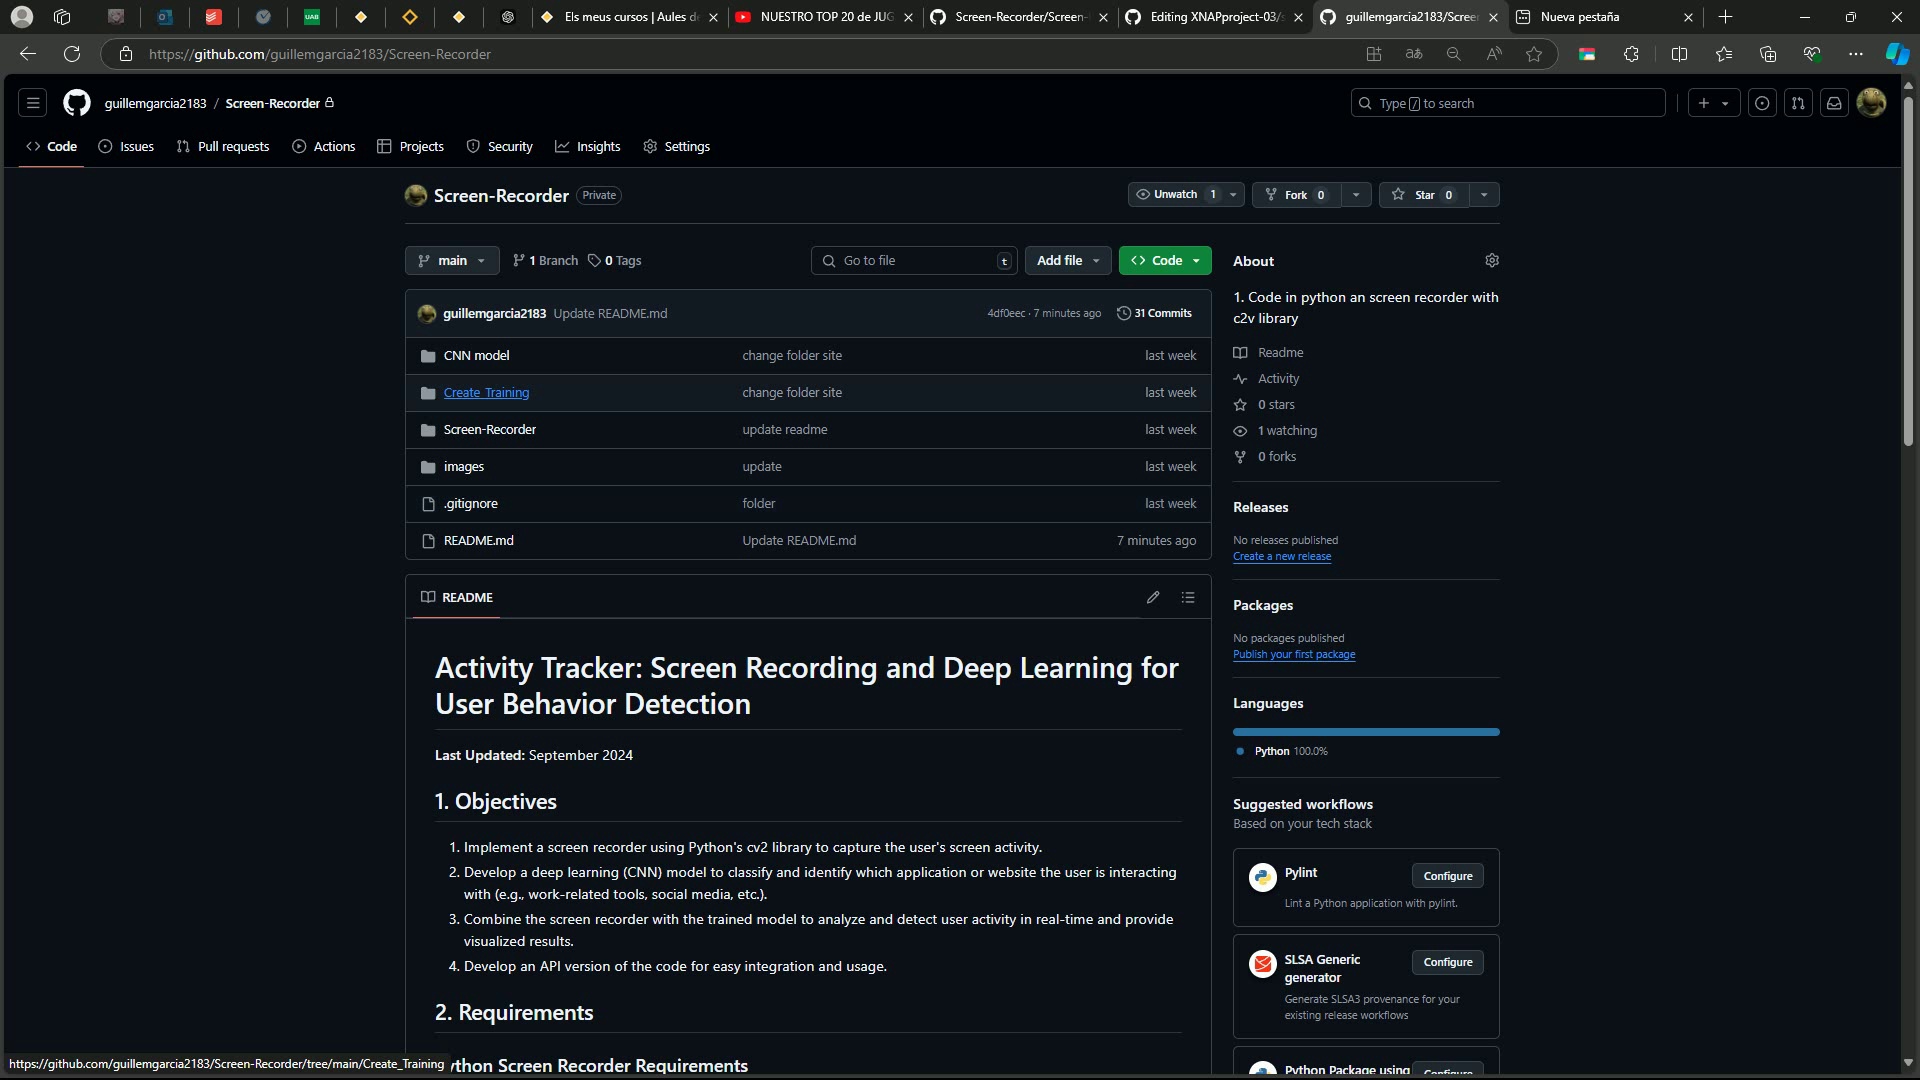 UAB
Els meus cursos | Aules d
NUESTRO TOP 20 de JUG
Screen-Recorder/Screen-
Editing XNAPproject-03/s
guillemgarcia2183/Screen
Nueva pestaña
https://github.com/guillemgarcia2183/Screen-Recorder
guillemgarcia2183 / Screen-Recorder
Type / to search
Code
Issues
Pull requests
Actions
Projects
Security
Insights
Settings
Screen-Recorder Private
Unwatch 1
Fork 0
Star 0
main
1 Branch
0 Tags
Go to file t
Add file
Code
guillemgarcia2183 Update README.md 4df0eec · 7 minutes ago 31 Commits
CNN model change folder site last week
Create_Training change folder site last week
Screen-Recorder update readme last week
images update last week
.gitignore folder last week
README.md Update README.md 7 minutes ago
README
Activity Tracker: Screen Recording and Deep Learning for
User Behavior Detection
Last Updated: September 2024
1. Objectives
1. Implement a screen recorder using Python's cv2 library to capture the user's screen activity.
2. Develop a deep learning (CNN) model to classify and identify which application or website the user is interacting
with (e.g., work-related tools, social media, etc.).
3. Combine the screen recorder with the trained model to analyze and detect user activity in real-time and provide
visualized results.
4. Develop an API version of the code for easy integration and usage.
2. Requirements
ython Screen Recorder Requirements
https://github.com/guillemgarcia2183/Screen-Recorder/tree/main/Create_Training
About
1. Code in python an screen recorder with
c2v library
Readme
Activity
0 stars
1 watching
0 forks
Releases
No releases published
Create a new release
Packages
No packages published
Publish your first package
Languages
Python 100.0%
Suggested workflows
Based on your tech stack
Pylint
Configure
Lint a Python application with pylint.
SLSA Generic
generator
Configure
Generate SLSA3 provenance for your
existing release workflows
Python Package using
Configure